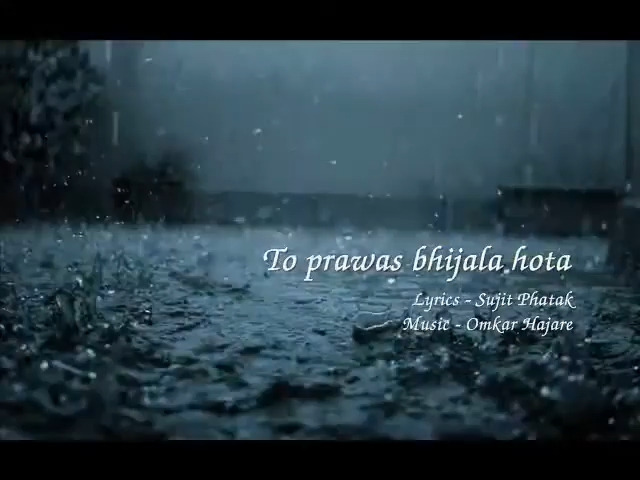 To prawas bhijala hota
Lyrics - Sujit Phatak
Music - Omkar Hajare